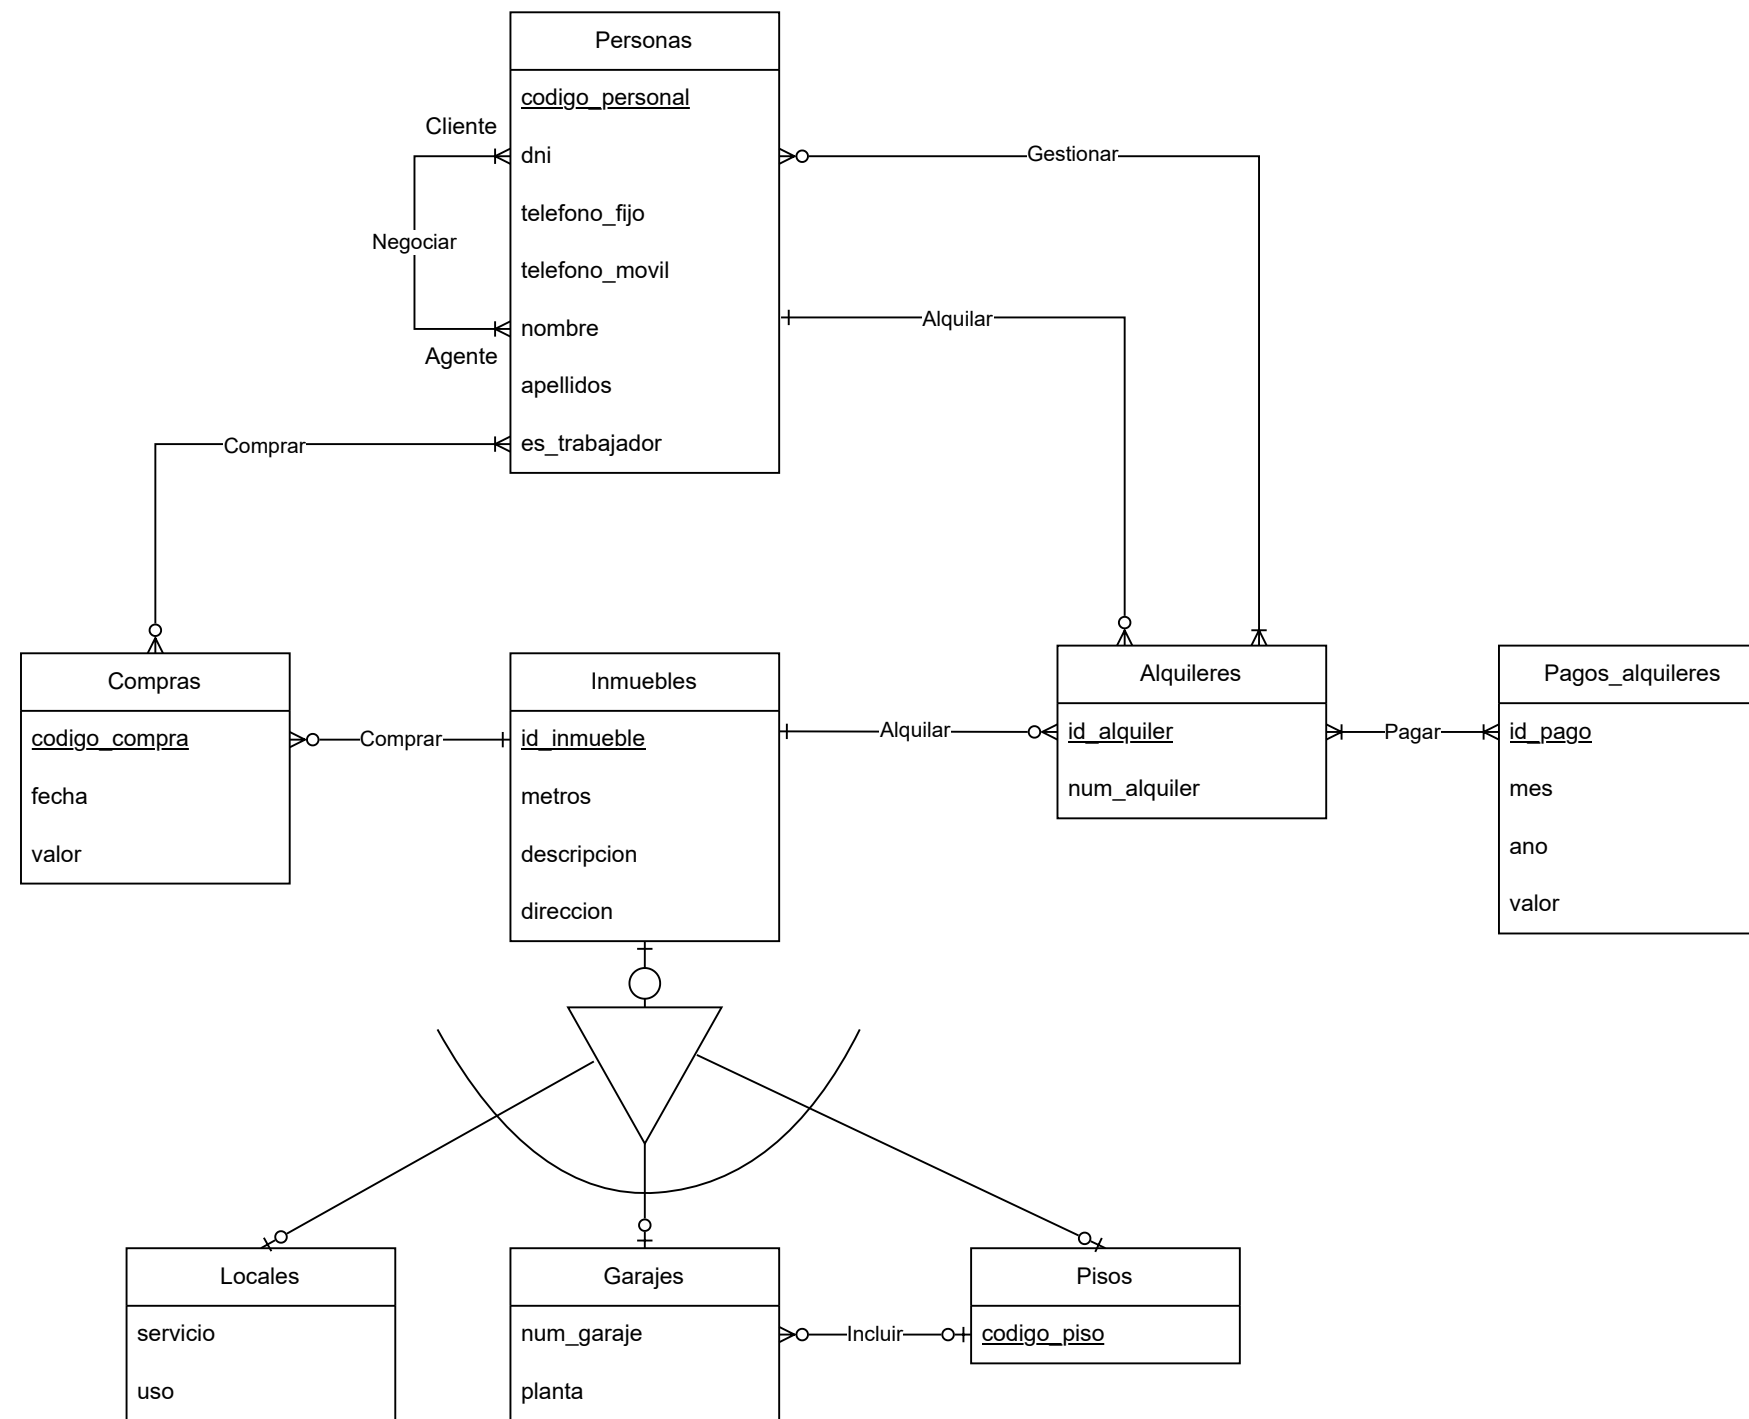 Personas
codigo_personal
Cliente
dni
Gestionar
telefono_fijo
Negociar
telefono_movil
Alquilar
nombre
Agente
apellidos
Comprar
es_trabajador
Compras
codigo_compra
fecha
valor
Comprar
Inmuebles
id_inmueble
metros
descripcion
direccion
Alquilar
Alquileres
id_alquiler
num_alquiler
Pagar
Pagos_alquileres
id_pago
mes
ano
valor
Locales
servicio
uso
Garajes
num_garaje
planta
Incluir
Pisos
codigo_piso